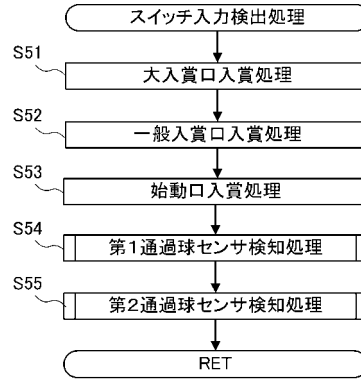 スイッチ入力検出処理
S51
大入賞口入賞処理
S52
一般入賞口入賞処理
S53
始動口入賞処理
S54
第1通過球センサ検知処理
S55
第2通過球センサ検知処理
RET